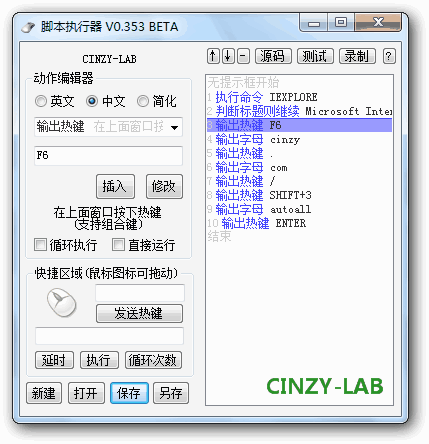 脚本执行器 V0.353 BETA
CINZY-LAB
动作编辑器
英文 中文 简化
输出热键 在上面窗口按
F6
插入 修改
在上面窗口按下热键
(支持组合键)
循环执行 直接运行
快捷区域(鼠标图标可拖动)
发送热键
延时 执行 循环次数
新建 打开 保存 另存
↑ ↓ - 源码 测试 录制 ?
无提示框开始
1 执行命令 IEXPLORE
2 判断标题则继续 Microsoft Inter
3 输出热键 F6
4 输出字母 cinzy
5 输出热键 .
6 输出字母 com
7 输出热键 /
8 输出热键 SHIFT+3
9 输出字母 autoall
10 输出热键 ENTER
结束
CINZY-LAB